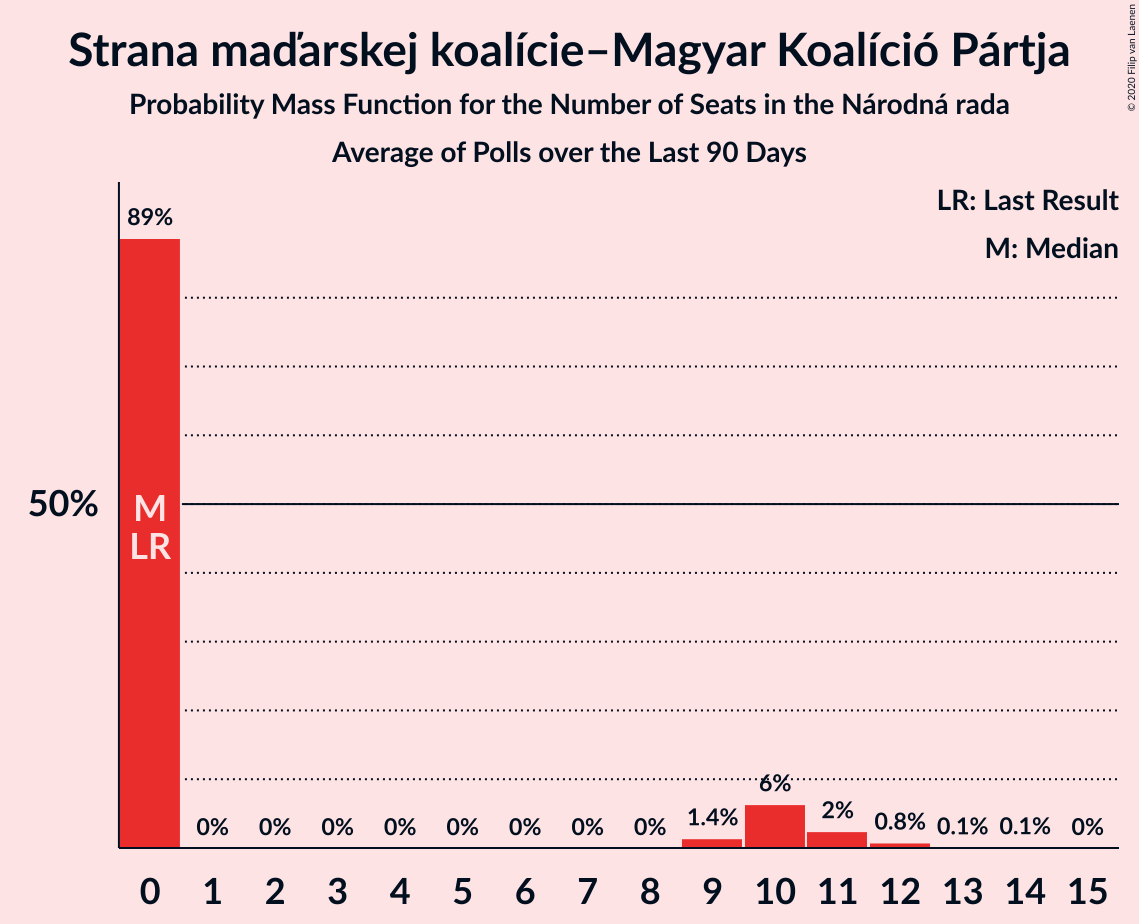 Strana maďarskej koalície–Magyar Koalíció Pártja
Probability Mass Function for the Number of Seats in the Národná rada
Average of Polls over the Last 90 Days
© 2020 Filip van Laenen
LR: Last Result
M: Median
89%
50%
M
LR
0% 0% 0% 0% 0% 0% 0% 0% 1.4% 6% 2% 0.8% 0.1% 0.1% 0%
0 1 2 3 4 5 6 7 8 9 10 11 12 13 14 15